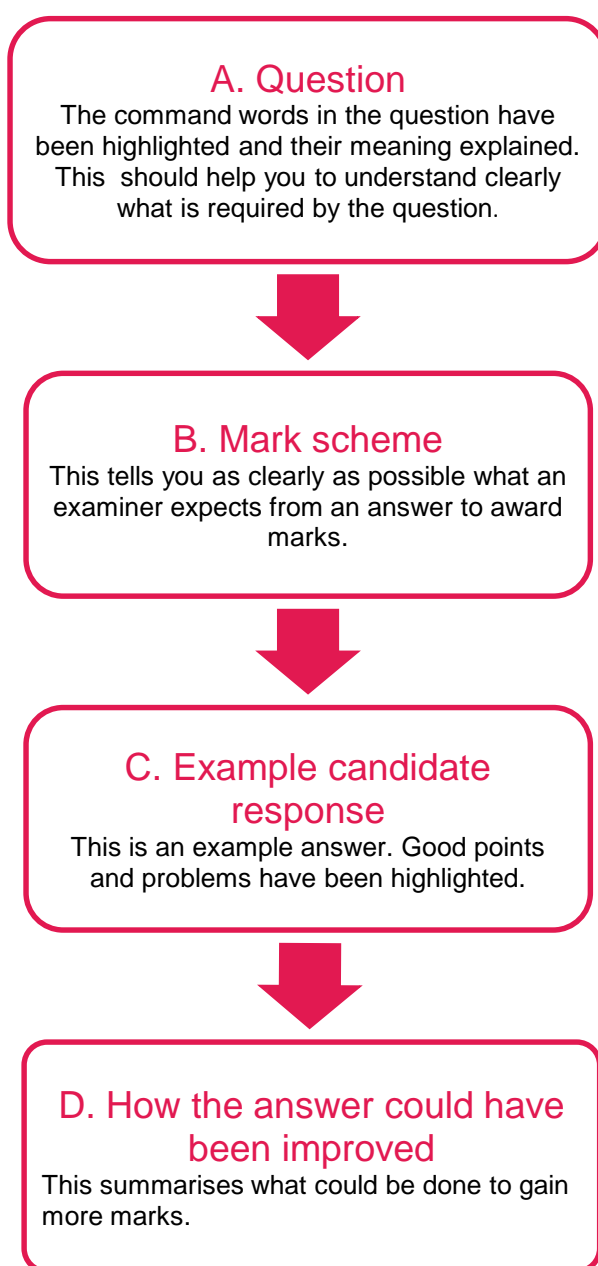 A. Question
The command words in the question have
been highlighted and their meaning explained.
This  should help you to understand clearly
what is required by the question.
B. Mark scheme
This tells you as clearly as possible what an
examiner expects from an answer to award
marks.
C. Example candidate
response
This is an example answer. Good points
and problems have been highlighted.
D. How the answer could have
been improved
This summarises what could be done to gain
more marks.